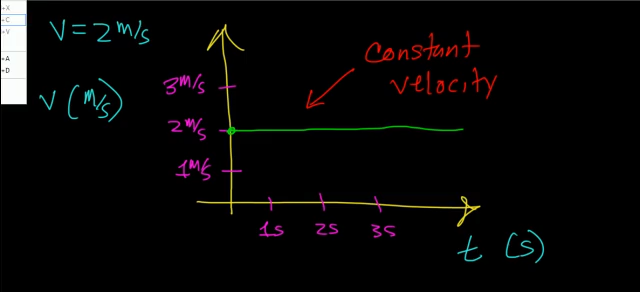 +X
+C
+V
+A
+D
V = 2 m/s
V (m/s)
constant
velocity
3 m/s
2 m/s
1 m/s
1s 2s 3s
t (s)